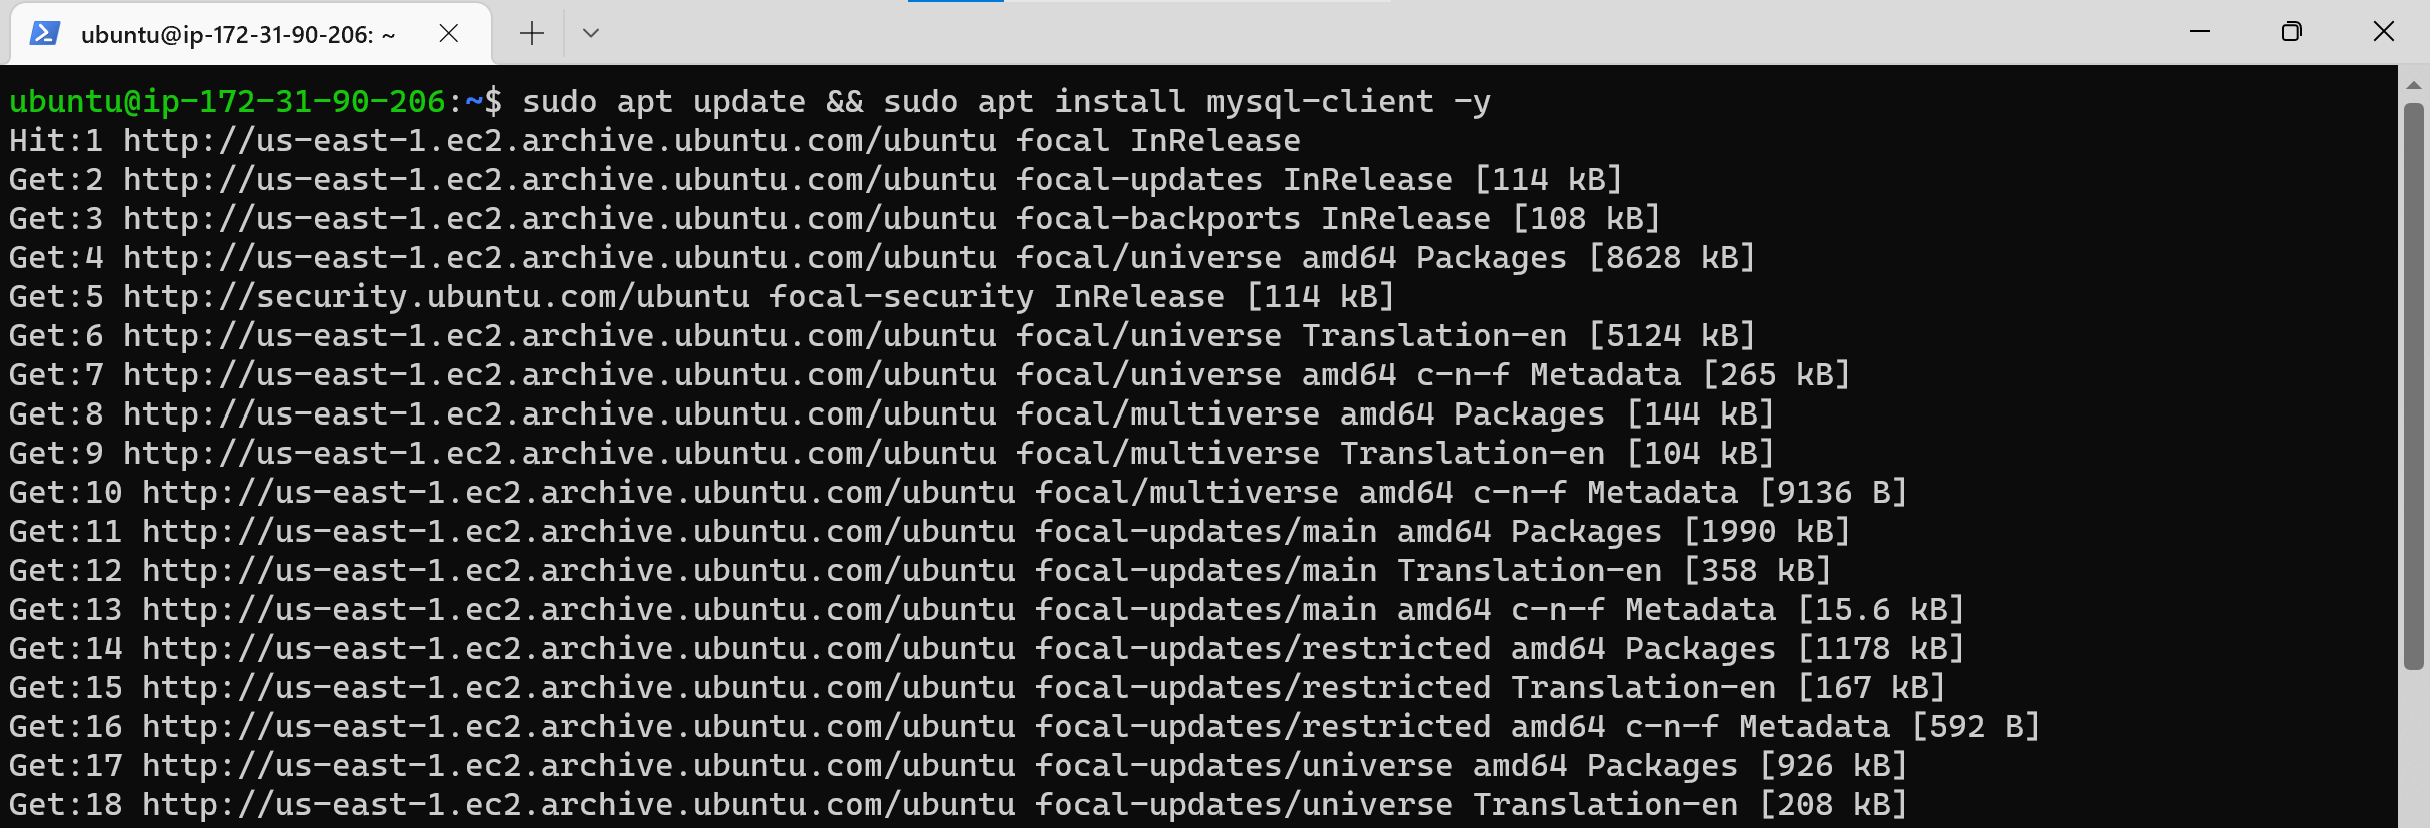 ubuntu@ip-172-31-90-206: ~
ubuntu@ip-172-31-90-206:~$ sudo apt update && sudo apt install mysql-client -y
Hit:1 http://us-east-1.ec2.archive.ubuntu.com/ubuntu focal InRelease
Get:2 http://us-east-1.ec2.archive.ubuntu.com/ubuntu focal-updates InRelease [114 kB]
Get:3 http://us-east-1.ec2.archive.ubuntu.com/ubuntu focal-backports InRelease [108 kB]
Get:4 http://us-east-1.ec2.archive.ubuntu.com/ubuntu focal/universe amd64 Packages [8628 kB]
Get:5 http://security.ubuntu.com/ubuntu focal-security InRelease [114 kB]
Get:6 http://us-east-1.ec2.archive.ubuntu.com/ubuntu focal/universe Translation-en [5124 kB]
Get:7 http://us-east-1.ec2.archive.ubuntu.com/ubuntu focal/universe amd64 c-n-f Metadata [265 kB]
Get:8 http://us-east-1.ec2.archive.ubuntu.com/ubuntu focal/multiverse amd64 Packages [144 kB]
Get:9 http://us-east-1.ec2.archive.ubuntu.com/ubuntu focal/multiverse Translation-en [104 kB]
Get:10 http://us-east-1.ec2.archive.ubuntu.com/ubuntu focal/multiverse amd64 c-n-f Metadata [9136 B]
Get:11 http://us-east-1.ec2.archive.ubuntu.com/ubuntu focal-updates/main amd64 Packages [1990 kB]
Get:12 http://us-east-1.ec2.archive.ubuntu.com/ubuntu focal-updates/main Translation-en [358 kB]
Get:13 http://us-east-1.ec2.archive.ubuntu.com/ubuntu focal-updates/main amd64 c-n-f Metadata [15.6 kB]
Get:14 http://us-east-1.ec2.archive.ubuntu.com/ubuntu focal-updates/restricted amd64 Packages [1178 kB]
Get:15 http://us-east-1.ec2.archive.ubuntu.com/ubuntu focal-updates/restricted Translation-en [167 kB]
Get:16 http://us-east-1.ec2.archive.ubuntu.com/ubuntu focal-updates/restricted amd64 c-n-f Metadata [592 B]
Get:17 http://us-east-1.ec2.archive.ubuntu.com/ubuntu focal-updates/universe amd64 Packages [926 kB]
Get:18 http://us-east-1.ec2.archive.ubuntu.com/ubuntu focal-updates/universe Translation-en [208 kB]